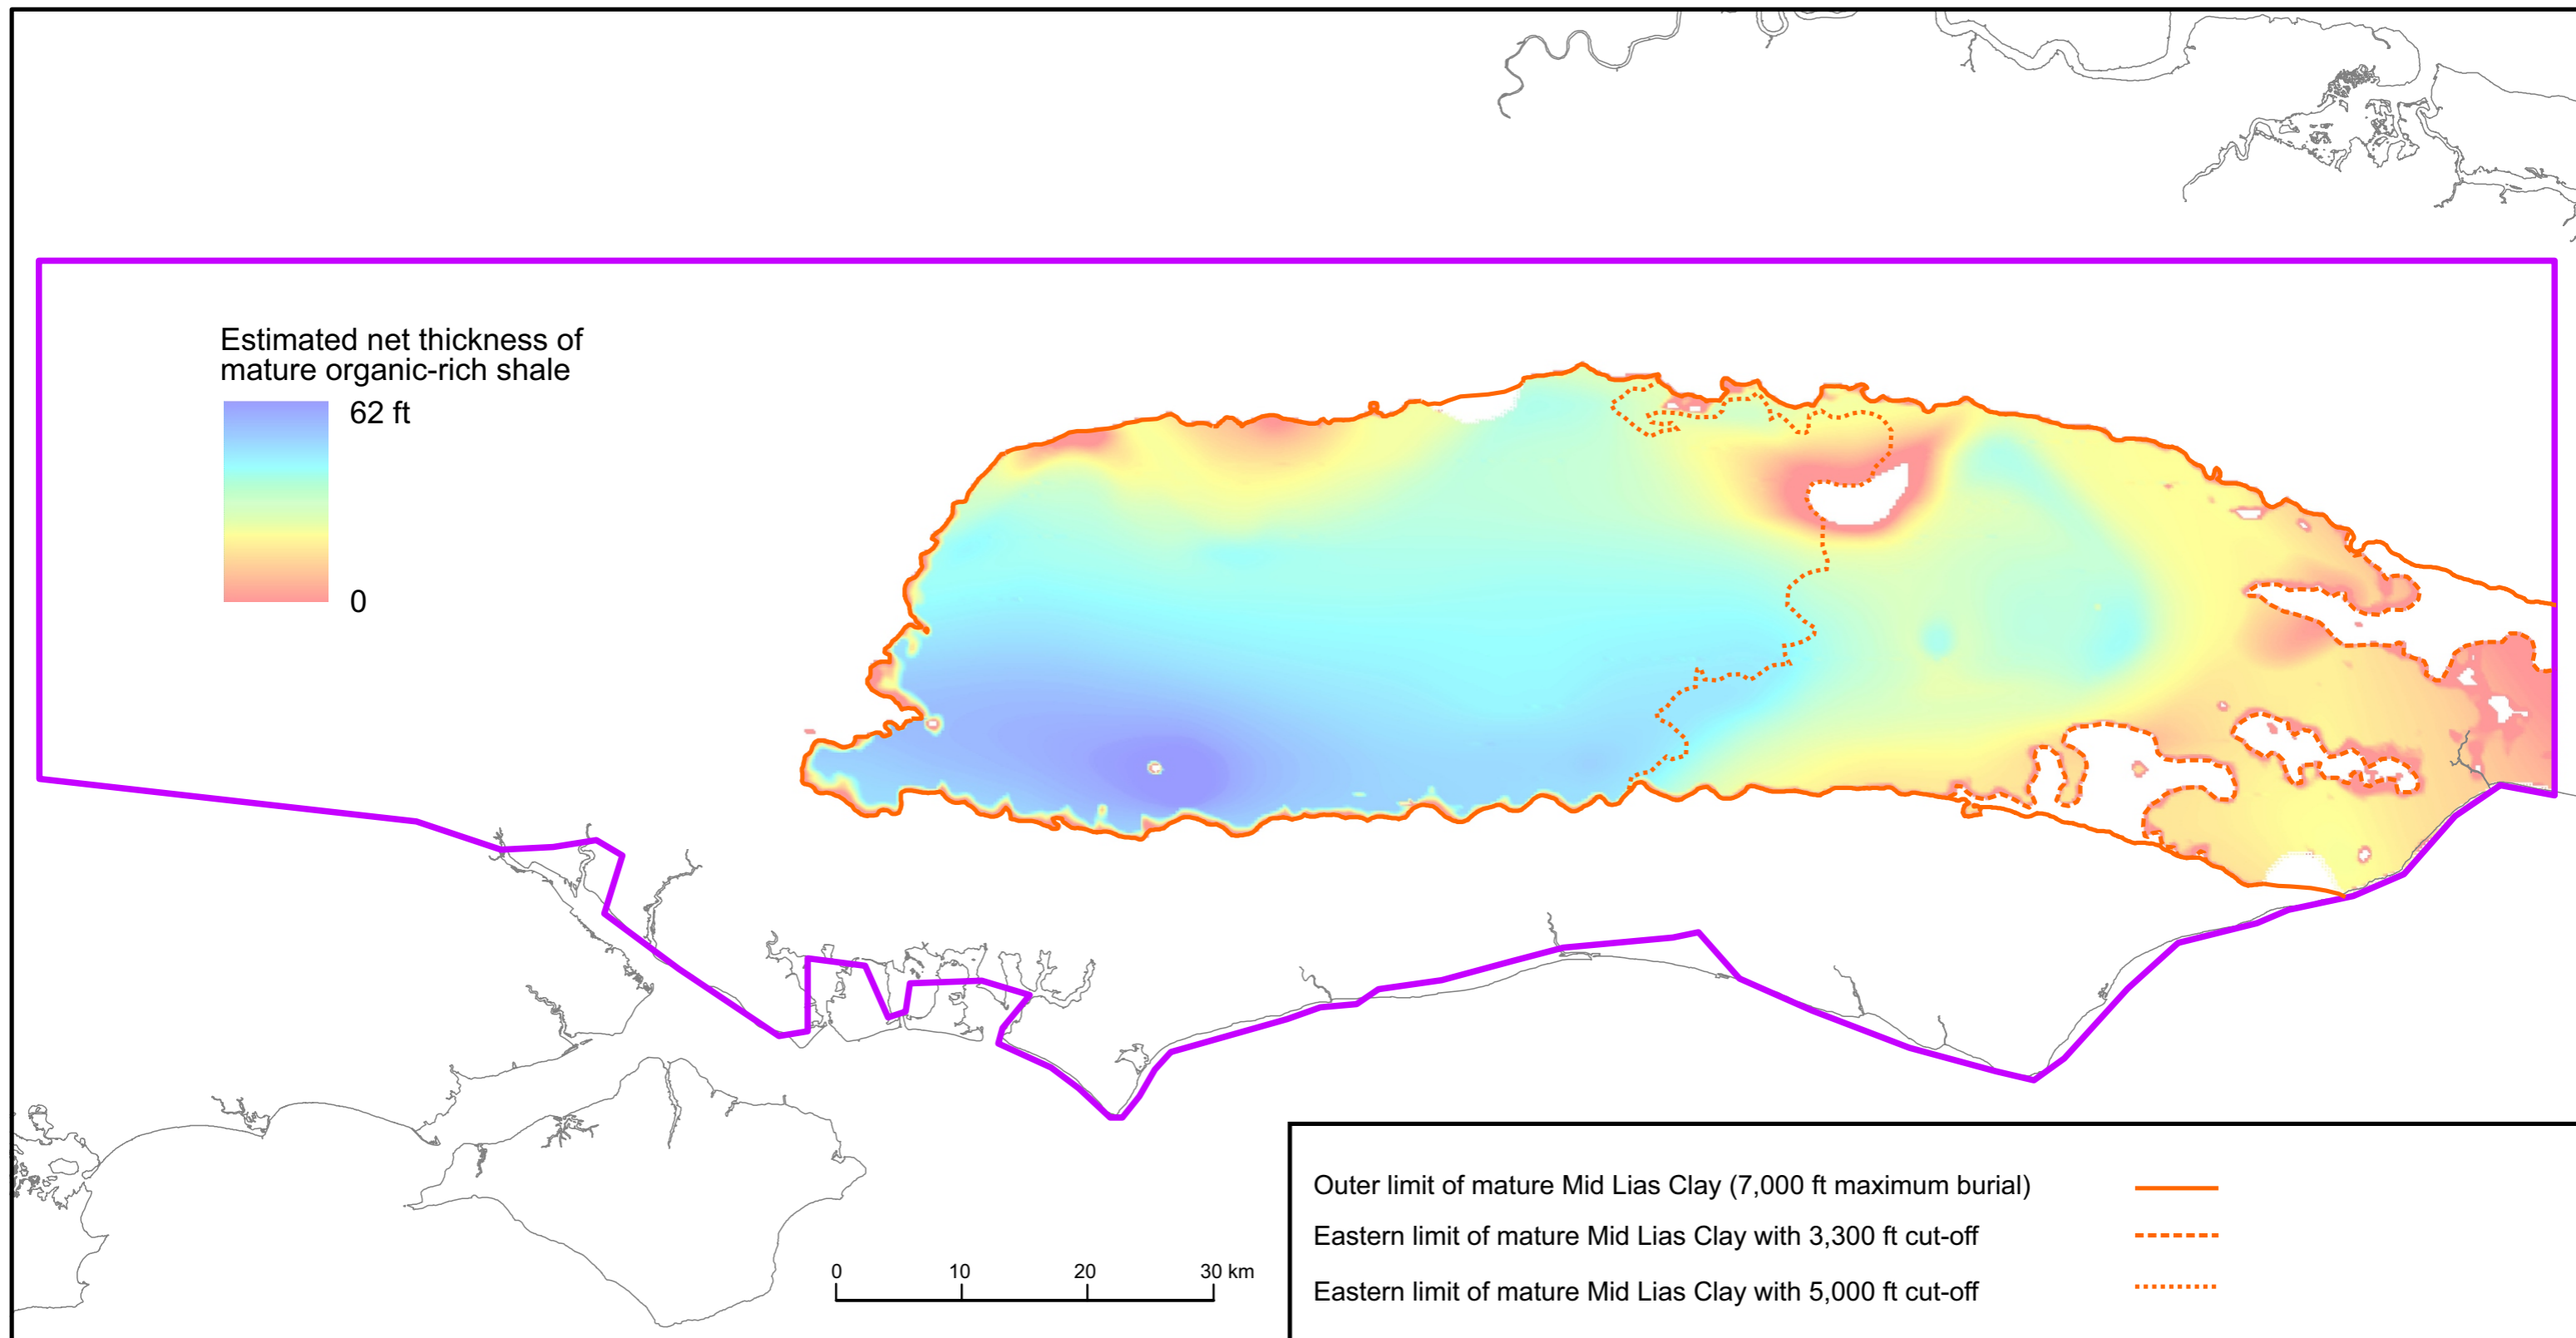 Estimated net thickness of
mature organic-rich shale
62 ft
0
0 10 20 30 km
Outer limit of mature Mid Lias Clay (7,000 ft maximum burial)
Eastern limit of mature Mid Lias Clay with 3,300 ft cut-off
Eastern limit of mature Mid Lias Clay with 5,000 ft cut-off